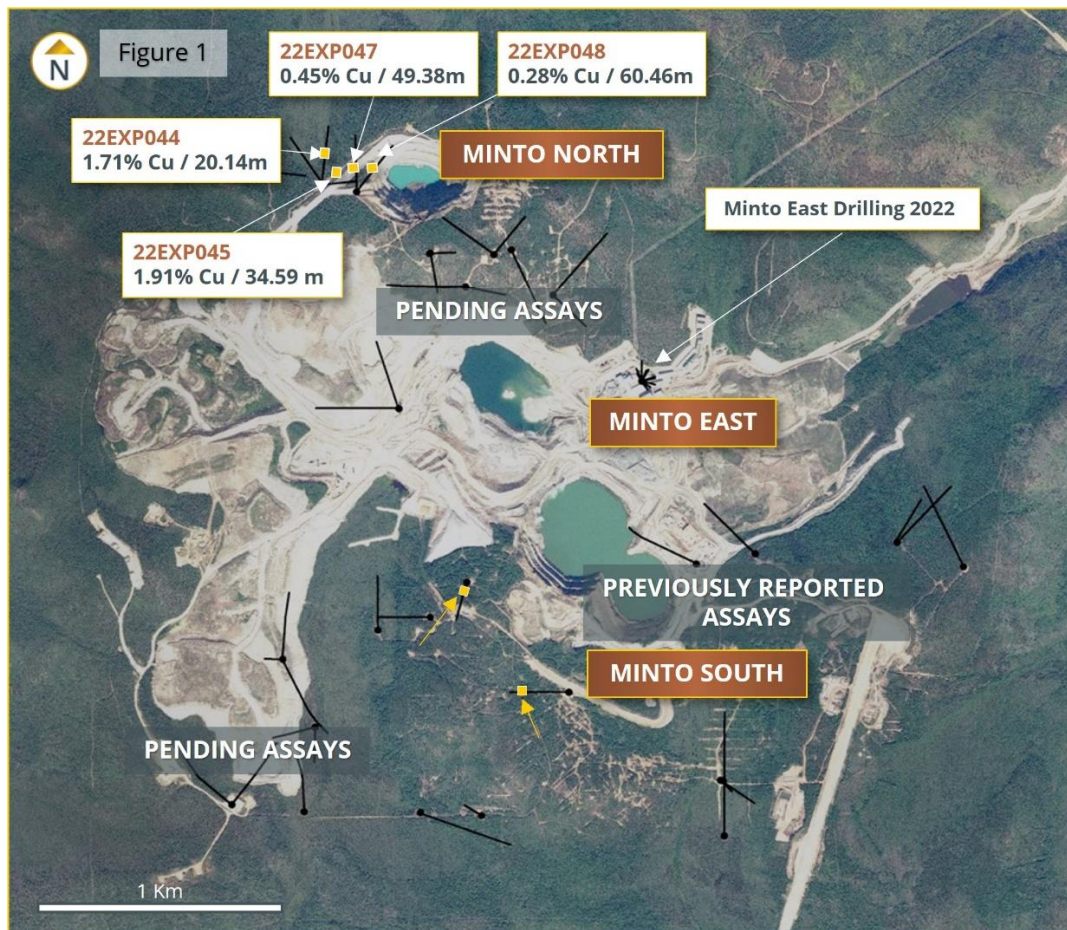 N
Figure 1
22EXP047
0.45% Cu / 49.38m
22EXP048
0.28% Cu / 60.46m
22EXP044
1.71% Cu / 20.14m
MINTO NORTH
Minto East Drilling 2022
22EXP045
1.91% Cu / 34.59 m
PENDING ASSAYS
MINTO EAST
PREVIOUSLY REPORTED
ASSAYS
MINTO SOUTH
PENDING ASSAYS
1 Km